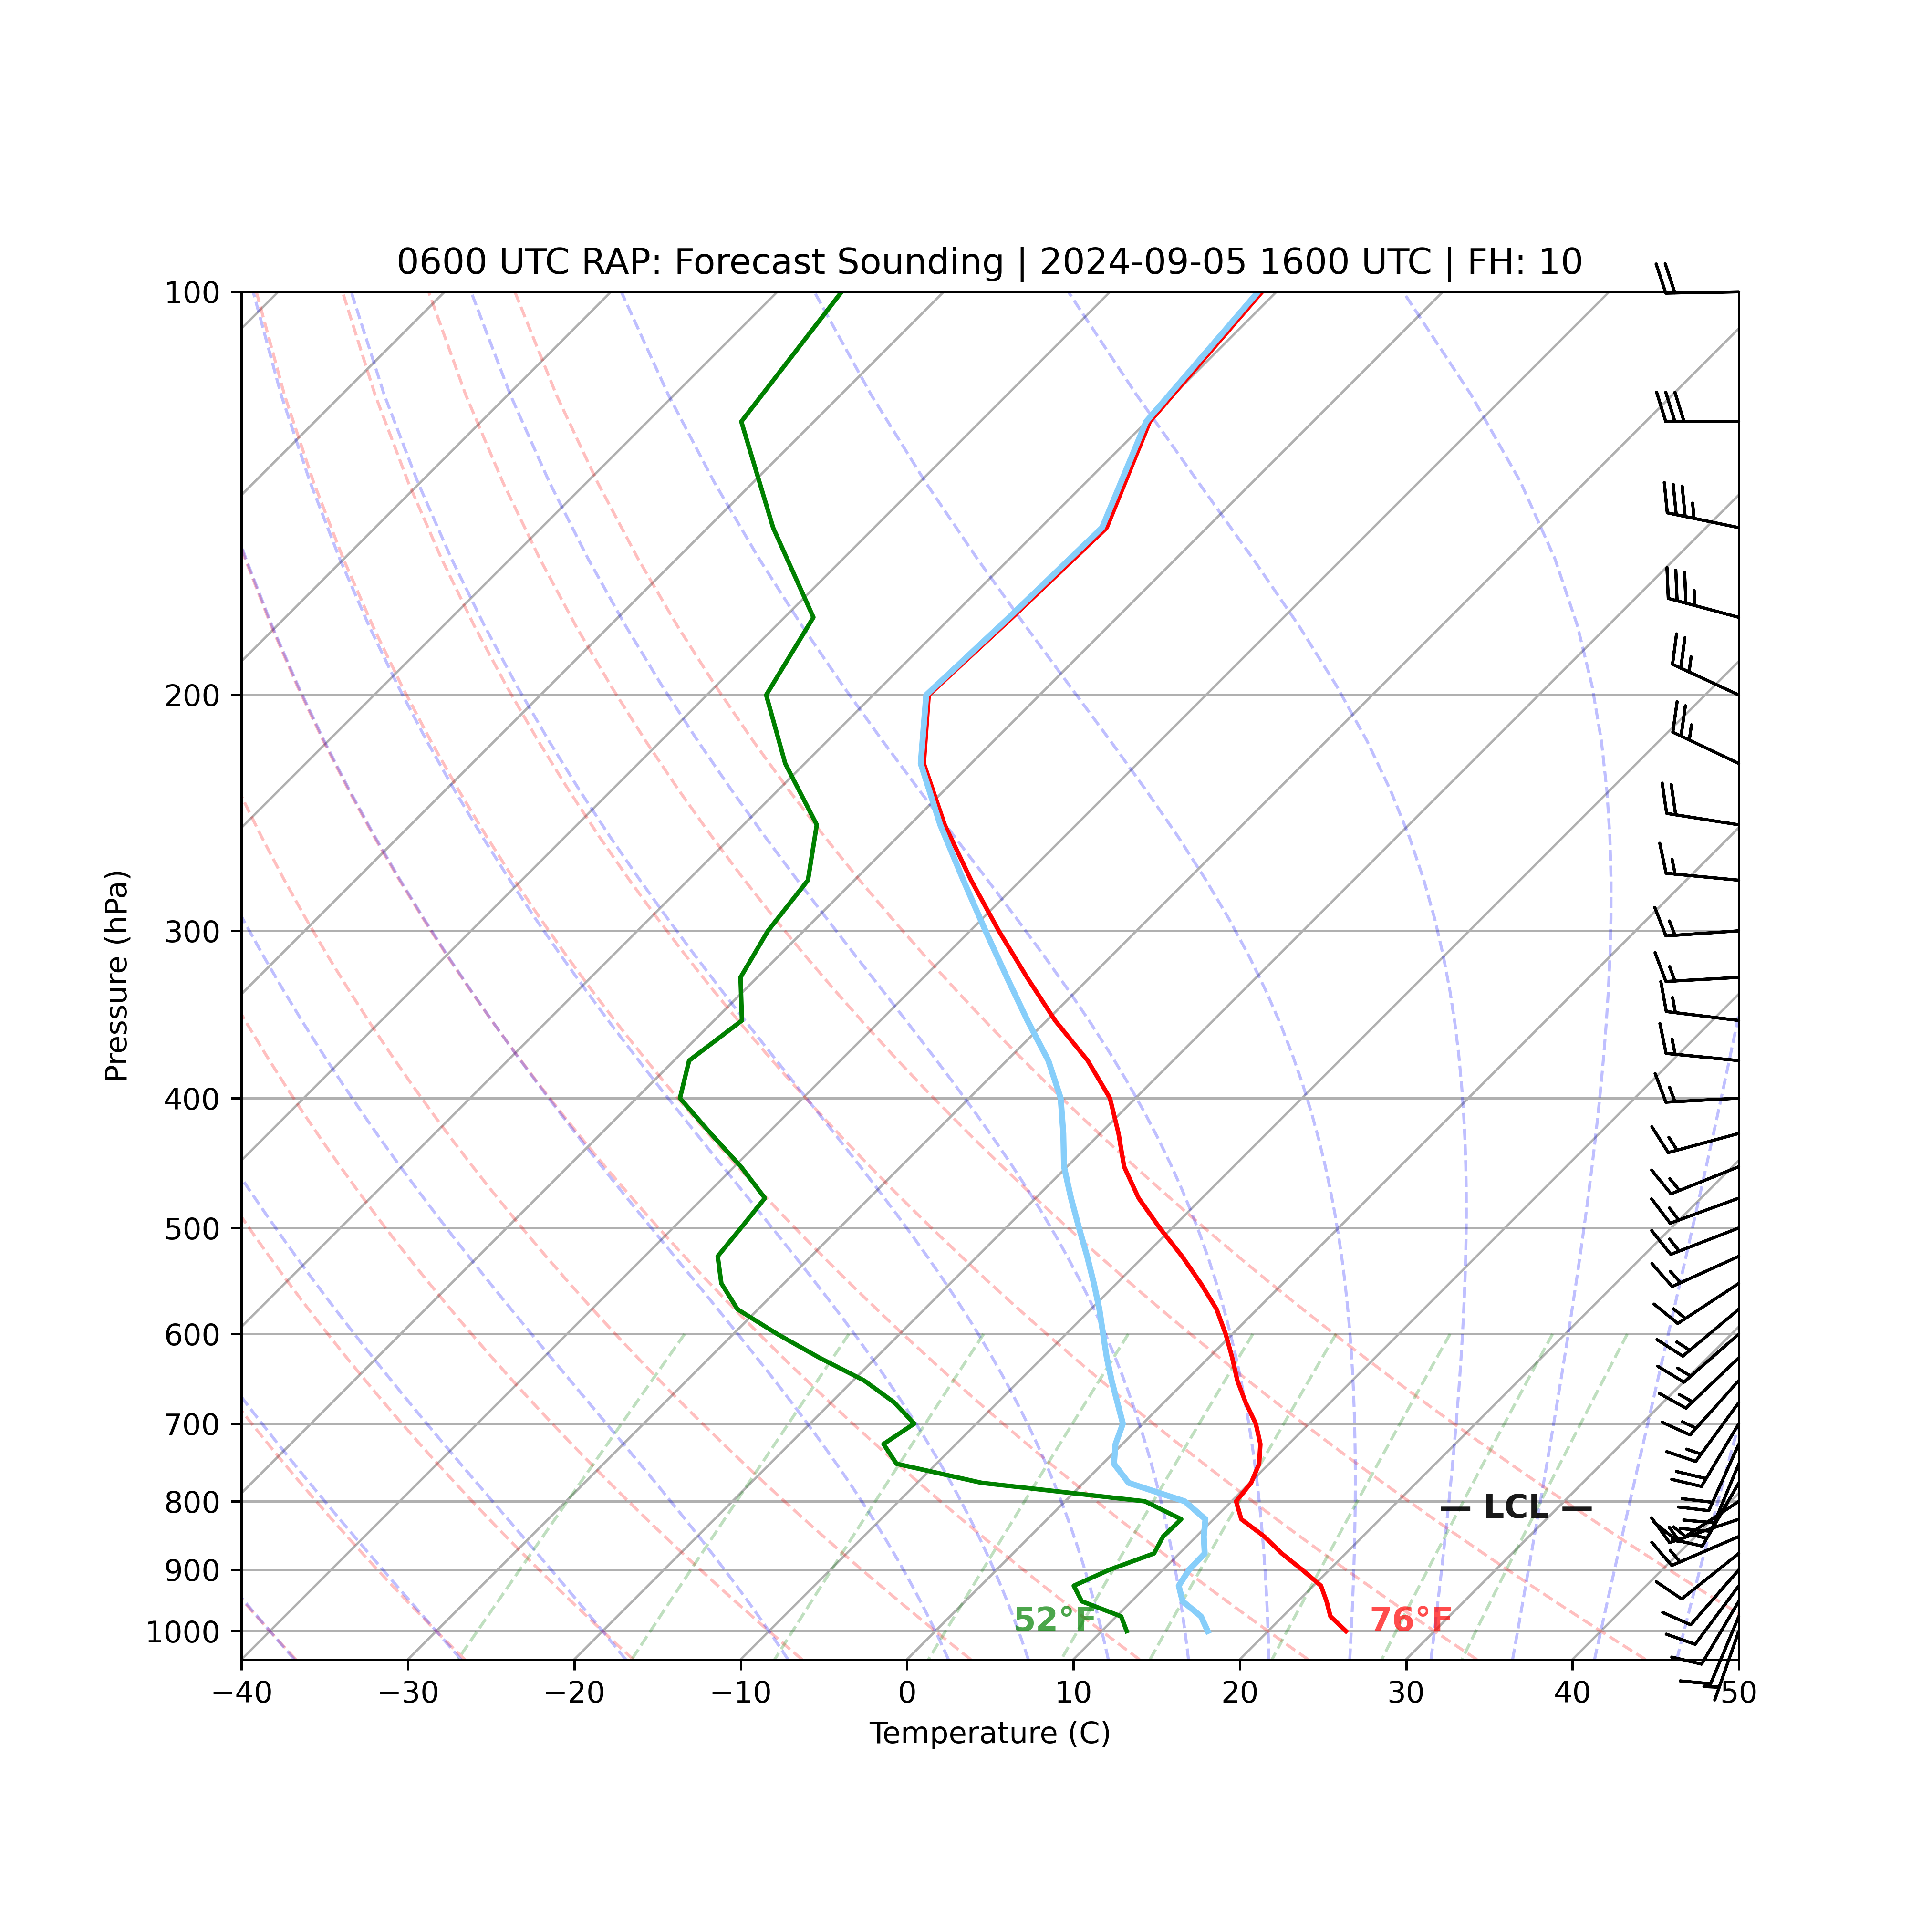 0600 UTC RAP: Forecast Sounding | 2024-09-05 1600 UTC | FH: 10
100
200
300
400
500
600
700
800
900
1000
Pressure (hPa)
— LCL —
52°F
76°F
−40 −30 −20 −10 0 10 20 30 40 50
Temperature (C)